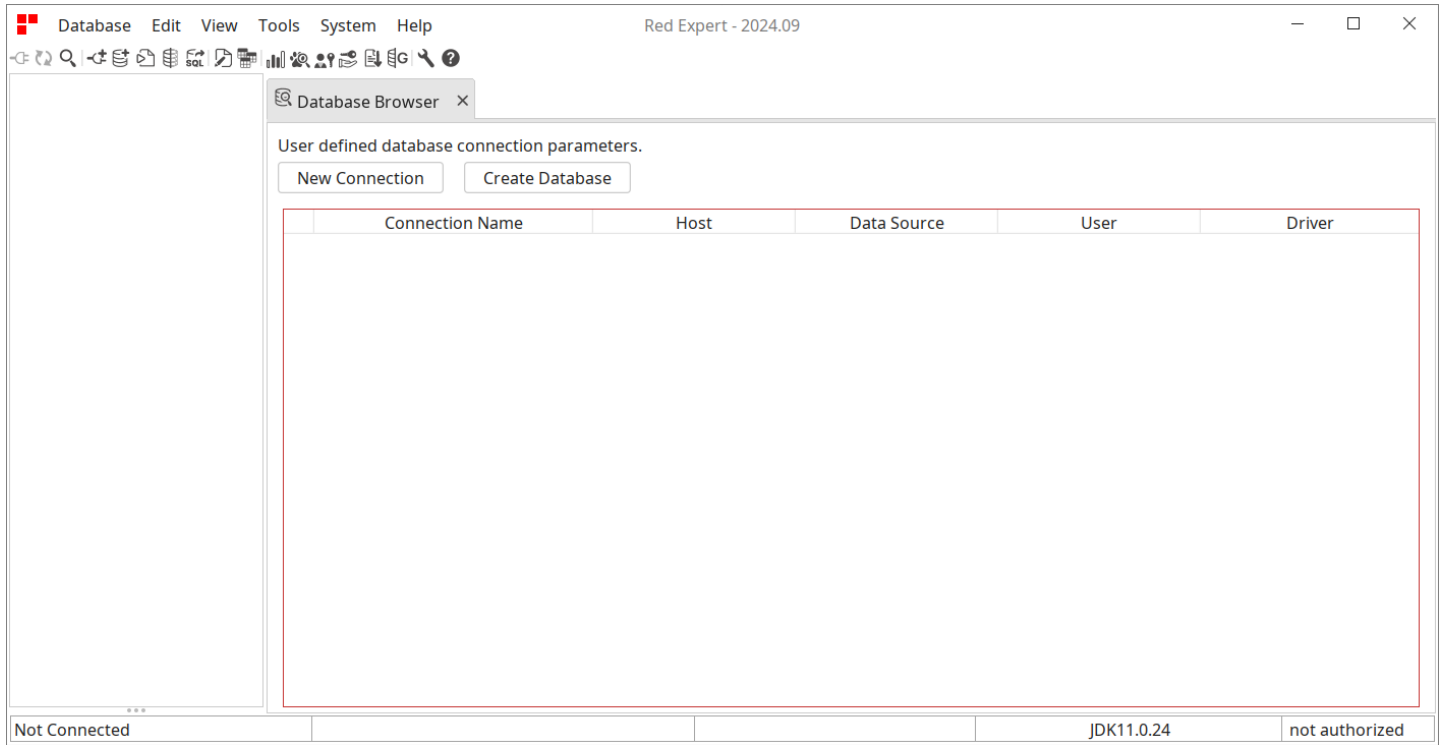 Database Edit View Tools System Help Red Expert - 2024.09
SQL G
Database Browser
User defined database connection parameters.
New Connection Create Database
Connection Name Host Data Source User Driver
Not Connected JDK11.0.24 not authorized